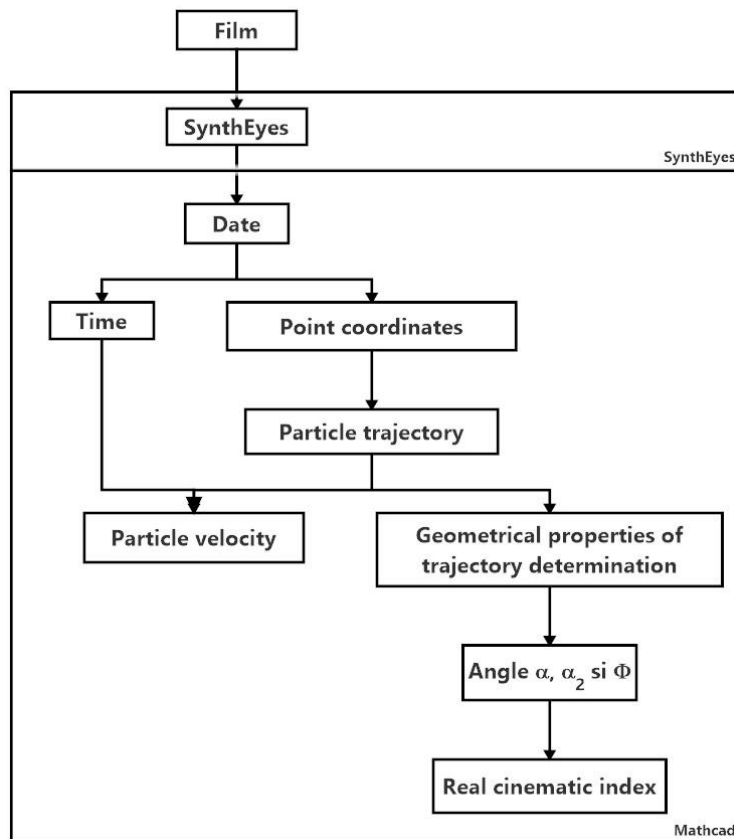 Film
SynthEyes
SynthEyes
Date
Time
Point coordinates
Particle trajectory
Particle velocity
Geometrical properties of
trajectory determination
Angle α, α₂ si Φ
Real cinematic index
Mathcad